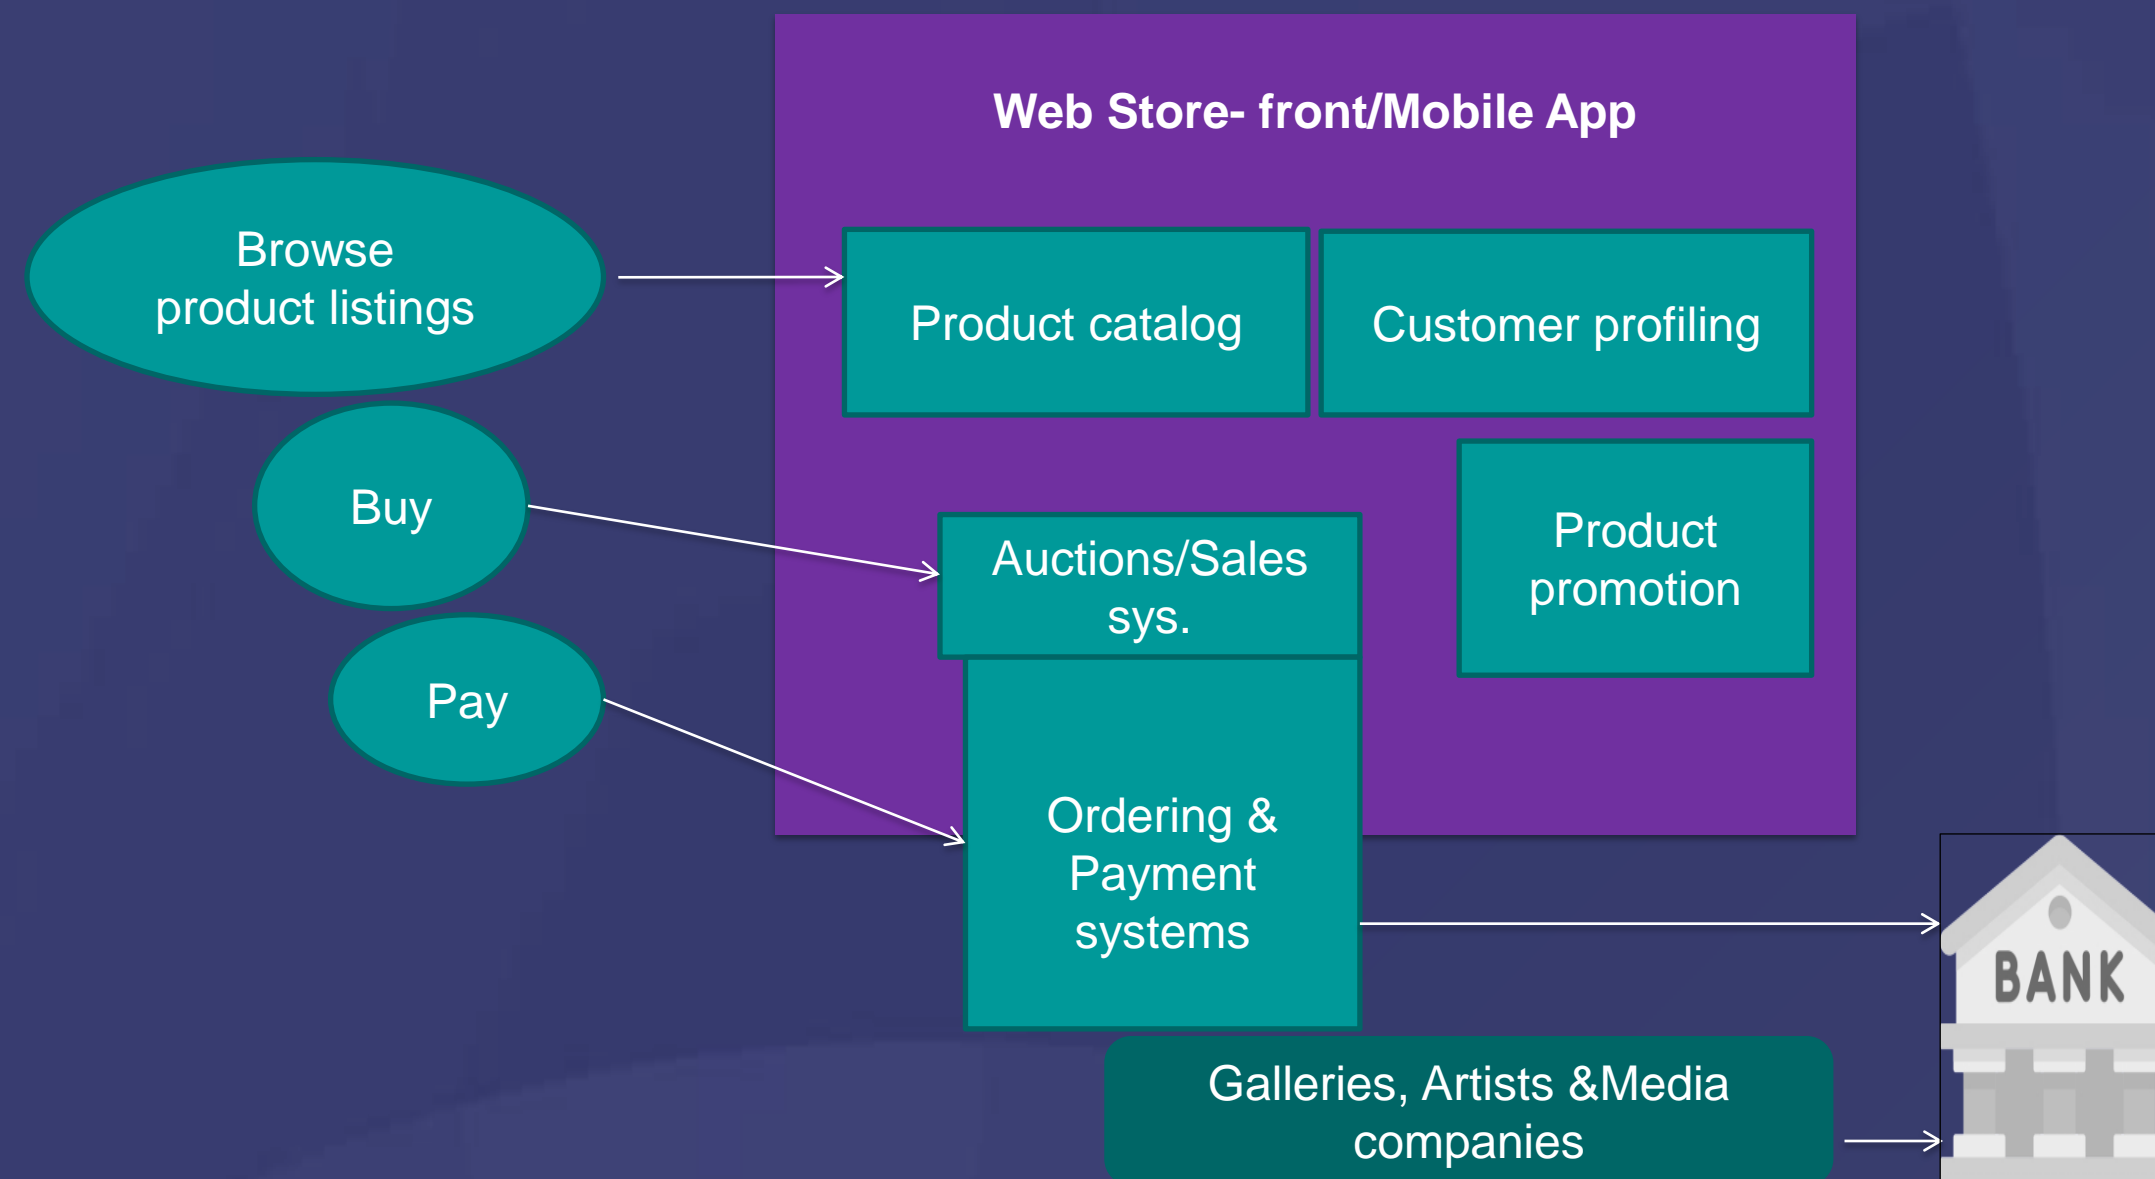 Web Store- front/Mobile App
Browse
product listings
Product catalog
Customer profiling
Buy
Auctions/Sales
sys.
Product
promotion
Pay
Ordering &
Payment
systems
BANK
Galleries, Artists &Media
companies